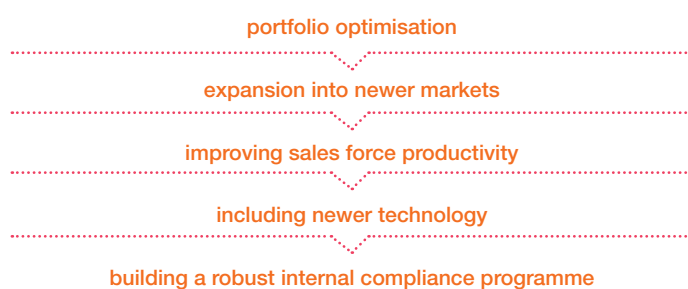 portfolio optimisation
expansion into newer markets
improving sales force productivity
including newer technology
building a robust internal compliance programme